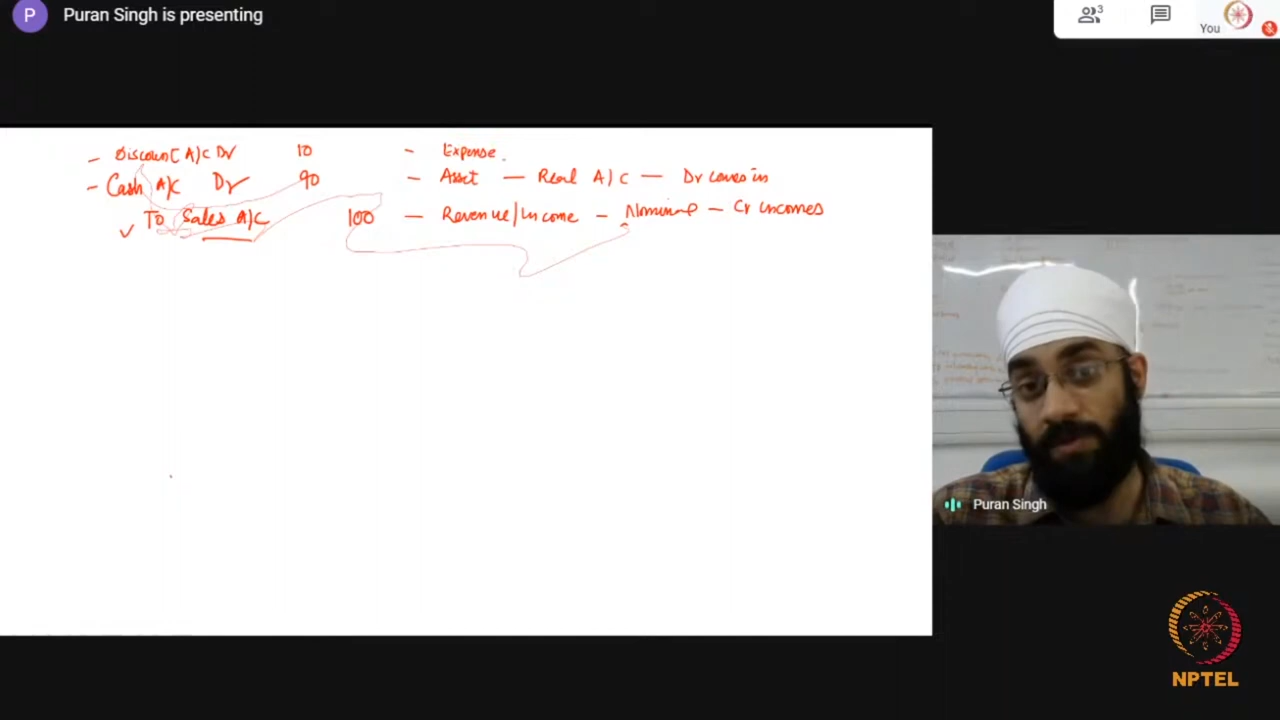 P Puran Singh is presenting
3
You
- Discount A/C Dr 10 - Expense.
- Cash A/C Dr 90 - Asset - Real A/C - Dr comes in
✓ To Sales A/C 100 - Revenue/Income - Nominal - Cr incomes
Puran Singh
NPTEL